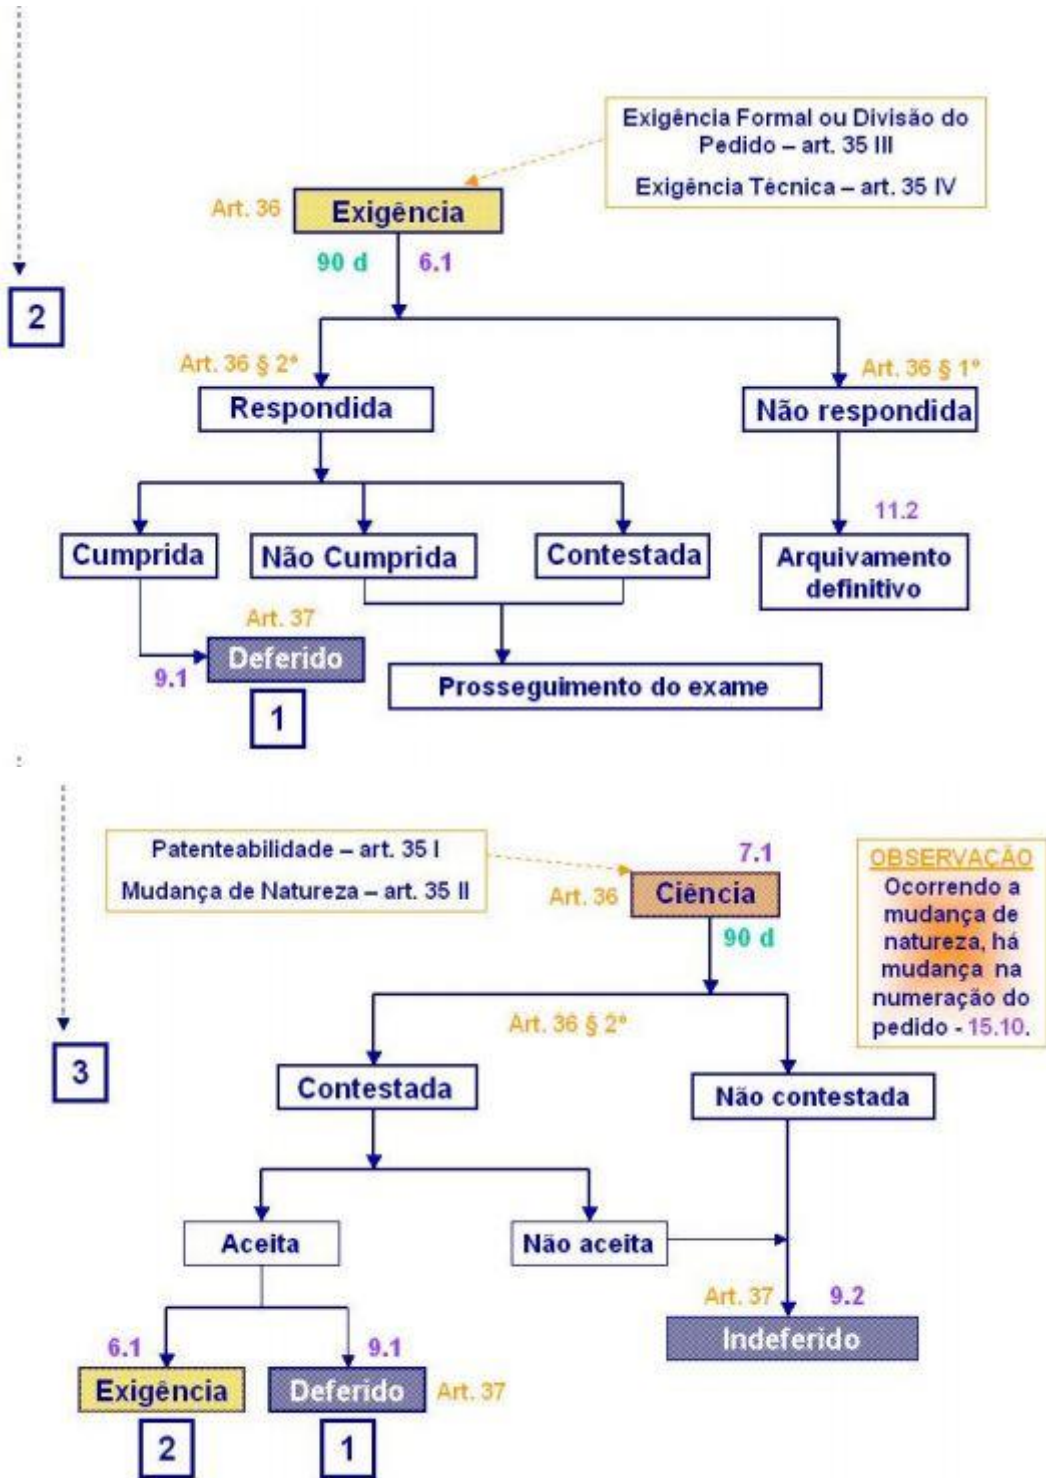 Exigência Formal ou Divisão do
Pedido – art. 35 III
Exigência Técnica – art. 35 IV
Art. 36
Exigência
90 d
6.1
2
Art. 36 § 2°
Art. 36 § 1°
Respondida
Não respondida
11.2
Cumprida
Não Cumprida
Contestada
Arquivamento
definitivo
Art. 37
Deferido
9.1
Prosseguimento do exame
1
Patenteabilidade – art. 35 I
Mudança de Natureza – art. 35 II
7.1
Art. 36
Ciência
90 d
OBSERVAÇÃO
Ocorrendo a
mudança de
natureza, há
mudança na
numeração do
pedido - 15.10.
Art. 36 § 2°
3
Contestada
Não contestada
Aceita
Não aceita
Art. 37
9.2
Indeferido
6.1
9.1
Exigência
Deferido
Art. 37
2
1